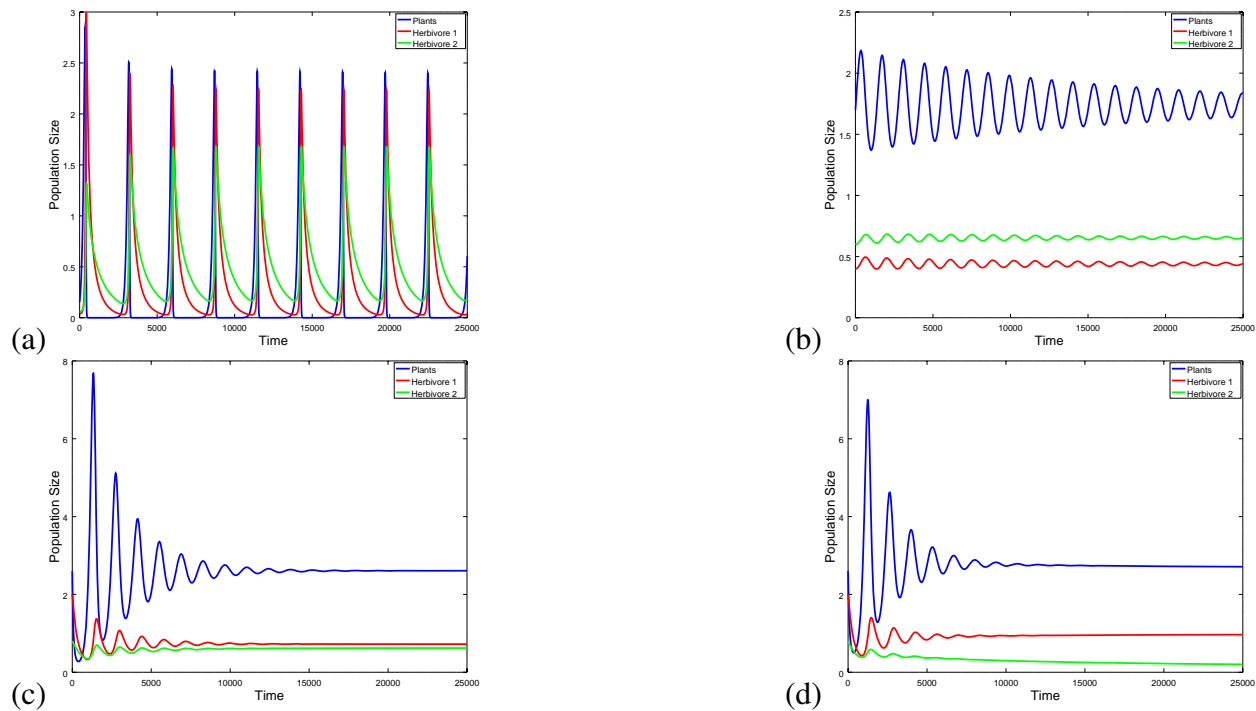 3
2.5
2
1.5
1
0.5
0
Population Size
0 5000 10000 15000 20000 25000
Time
Plants
Herbivore 1
Herbivore 2
(a)
2.5
2
1.5
1
0.5
0
Population Size
0 5000 10000 15000 20000 25000
Time
Plants
Herbivore 1
Herbivore 2
(b)
8
6
4
2
0
Population Size
0 5000 10000 15000 20000 25000
Time
Plants
Herbivore 1
Herbivore 2
(c)
8
6
4
2
0
Population Size
0 5000 10000 15000 20000 25000
Time
Plants
Herbivore 1
Herbivore 2
(d)